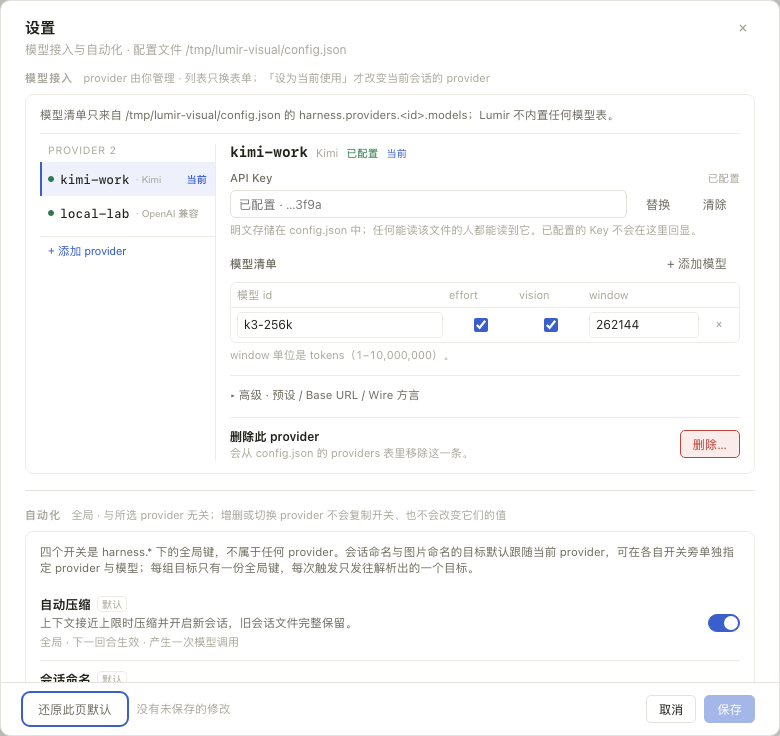 设置
×
模型接入与自动化 · 配置文件 /tmp/lumir-visual/config.json
模型接入 provider 由你管理 · 列表只换表单；「设为当前使用」才改变当前会话的 provider
模型清单只来自 /tmp/lumir-visual/config.json 的 harness.providers.<id>.models；Lumir 不内置任何模型表。
PROVIDER 2
kimi-work · Kimi 当前
local-lab · OpenAI 兼容
+ 添加 provider
kimi-work Kimi 已配置 当前
API Key 已配置
已配置 · …3f9a 替换 清除
明文存储在 config.json 中；任何能读该文件的人都能读到它。已配置的 Key 不会在这里回显。
模型清单 + 添加模型
模型 id effort vision window
k3-256k 262144 ×
window 单位是 tokens（1–10,000,000）。
▸ 高级 · 预设 / Base URL / Wire 方言
删除此 provider
会从 config.json 的 providers 表里移除这一条。
删除…
自动化 全局 · 与所选 provider 无关；增删或切换 provider 不会复制开关、也不会改变它们的值
四个开关是 harness.* 下的全局键，不属于任何 provider。会话命名与图片命名的目标默认跟随当前 provider，可在各自开关旁单独指
定 provider 与模型；每组目标只有一份全局键，每次触发只发往解析出的一个目标。
自动压缩 默认
上下文接近上限时压缩并开启新会话，旧会话文件完整保留。
全局 · 下一回合生效 · 产生一次模型调用
会话命名 默认
还原此页默认 没有未保存的修改 取消 保存